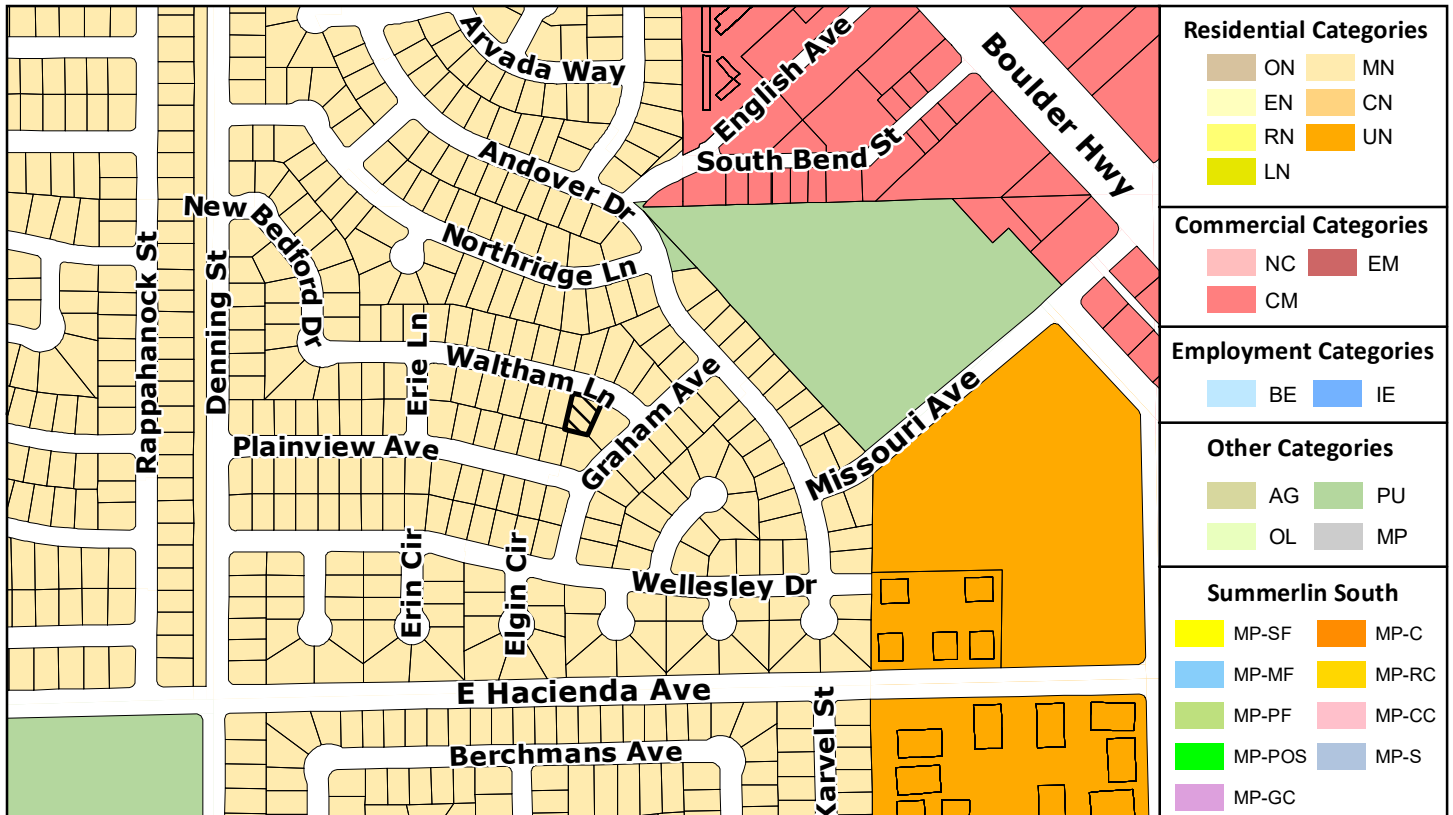 Arvada Way
English Ave
Boulder Hwy
South Bend St
Andover Dr
New Bedford Dr
Northridge Ln
Rappahanock St
Denning St
Erie Ln
Waltham Ln
Graham Ave
Missouri Ave
Plainview Ave
Erin Cir
Elgin Cir
Wellesley Dr
E Hacienda Ave
Karvel St
Berchmans Ave
Residential Categories
ON MN
EN CN
RN UN
LN
Commercial Categories
NC EM
CM
Employment Categories
BE IE
Other Categories
AG PU
OL MP
Summerlin South
MP-SF MP-C
MP-MF MP-RC
MP-PF MP-CC
MP-POS MP-S
MP-GC